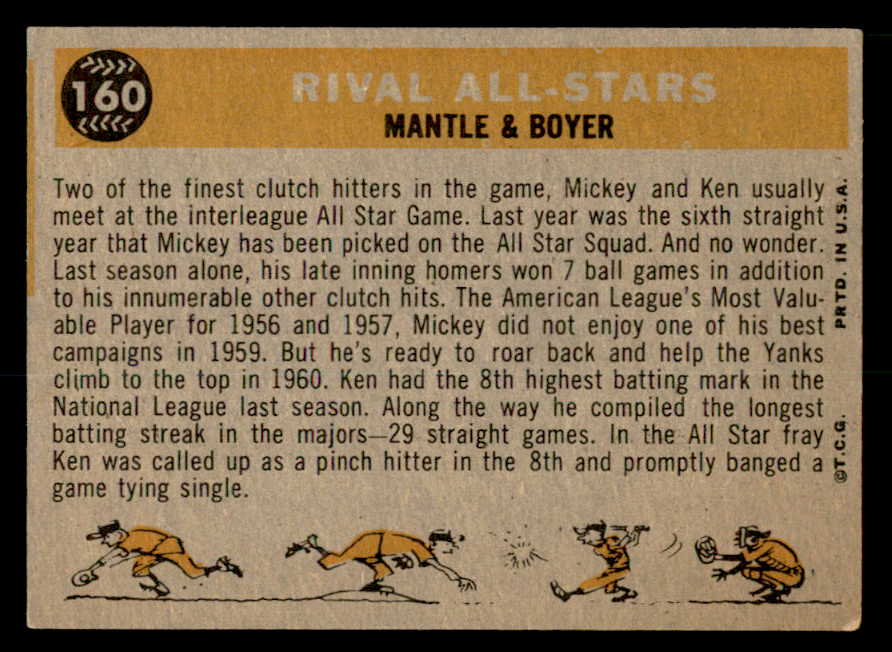 160
RIVAL ALL-STARS
MANTLE & BOYER
Two of the finest clutch hitters in the game, Mickey and Ken usually
meet at the interleague All Star Game. Last year was the sixth straight
year that Mickey has been picked on the All Star Squad. And no wonder.
Last season alone, his late inning homers won 7 ball games in addition
to his innumerable other clutch hits. The American League's Most Valu-
able Player for 1956 and 1957, Mickey did not enjoy one of his best
campaigns in 1959. But he's ready to roar back and help the Yanks
climb to the top in 1960. Ken had the 8th highest batting mark in the
National League last season. Along the way he compiled the longest
batting streak in the majors—29 straight games. In the All Star fray
Ken was called up as a pinch hitter in the 8th and promptly banged a
game tying single.
©T.C.G. PRTD. IN U.S.A.